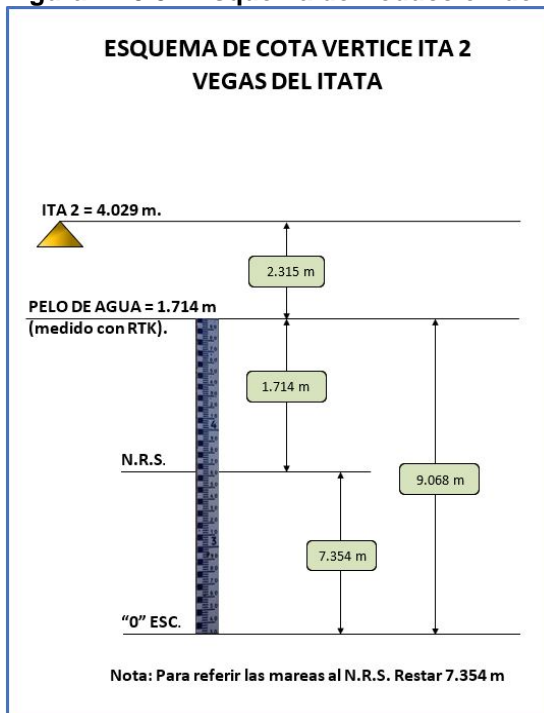 ESQUEMA DE COTA VERTICE ITA 2
VEGAS DEL ITATA
ITA 2 = 4.029 m.
2.315 m
PELO DE AGUA = 1.714 m
(medido con RTK).
1.714 m
4
N.R.S.
9.068 m
3
7.354 m
“0” ESC.
Nota: Para referir las mareas al N.R.S. Restar 7.354 m